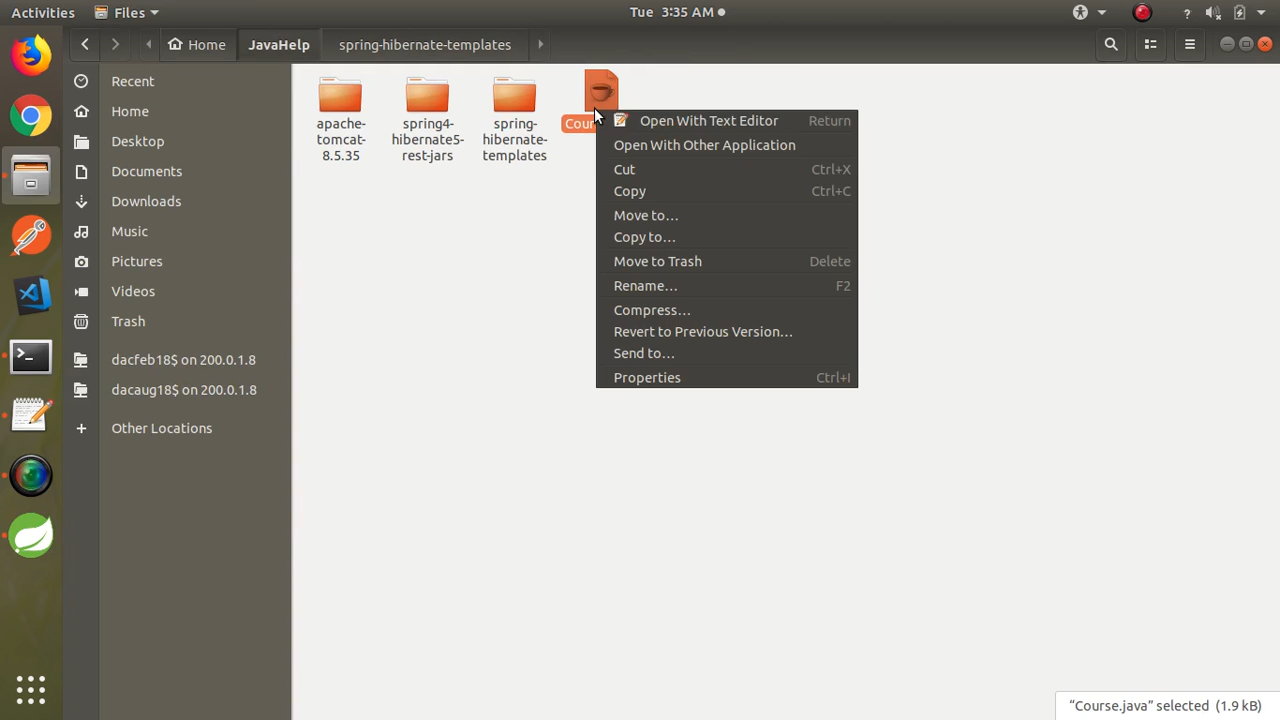 Activities Files Tue 3:35 AM
Home JavaHelp spring-hibernate-templates
Recent
Home
Desktop
Documents
Downloads
Music
Pictures
Videos
Trash
dacfeb18$ on 200.0.1.8
dacaug18$ on 200.0.1.8
Other Locations
apache-
tomcat-
8.5.35
spring4-
hibernate5-
rest-jars
spring-
hibernate-
templates
Open With Text Editor Return
Open With Other Application
Cut Ctrl+X
Copy Ctrl+C
Move to…
Copy to…
Move to Trash Delete
Rename… F2
Compress…
Revert to Previous Version…
Send to…
Properties Ctrl+I
“Course.java” selected (1.9 kB)